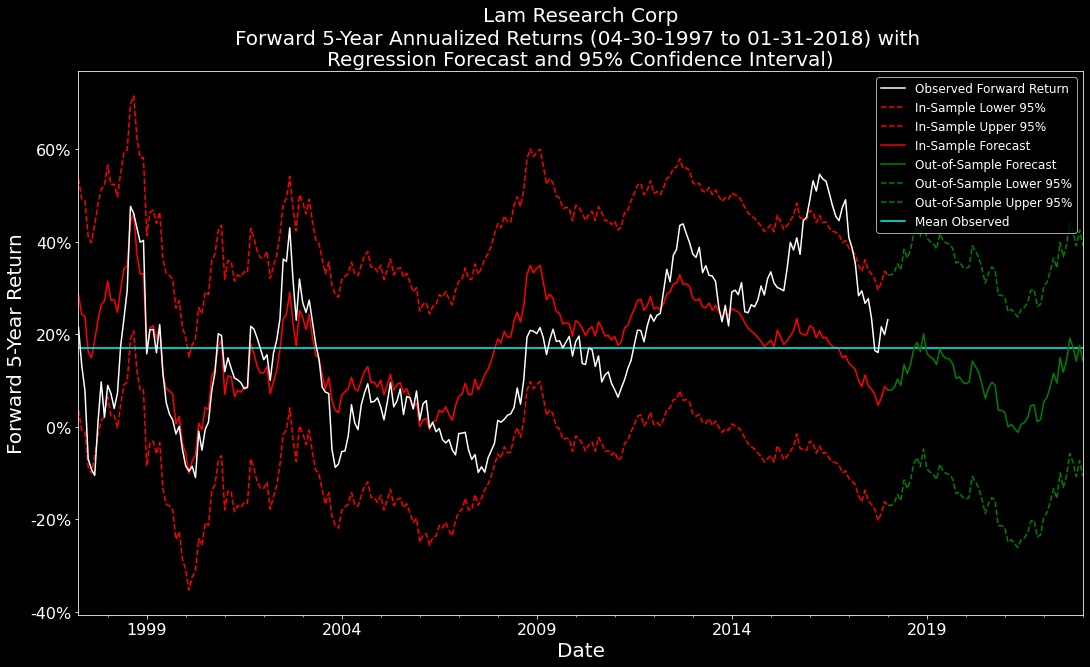 Lam Research Corp
Forward 5-Year Annualized Returns (04-30-1997 to 01-31-2018) with
Regression Forecast and 95% Confidence Interval)
Observed Forward Return
In-Sample Lower 95%
In-Sample Upper 95%
In-Sample Forecast
Out-of-Sample Forecast
Out-of-Sample Lower 95%
Out-of-Sample Upper 95%
Mean Observed
Forward 5-Year Return
60%
40%
20%
0%
-20%
-40%
1999
2004
2009
2014
2019
Date